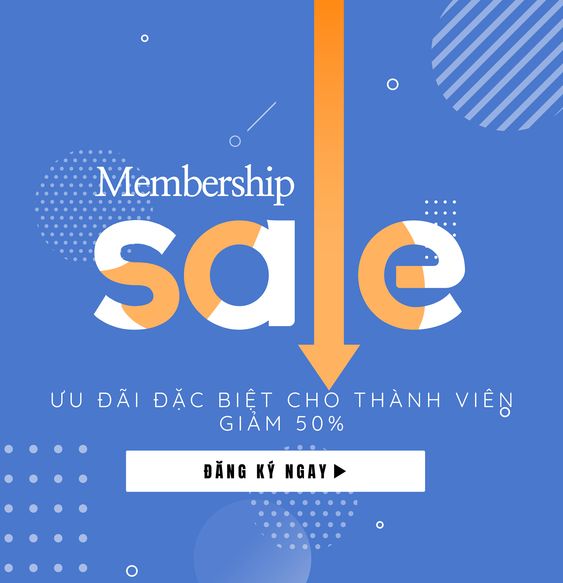 Membership
sale
ƯU ĐÃI ĐẶC BIỆT CHO THÀNH VIÊN
GIẢM 50%
ĐĂNG KÝ NGAY